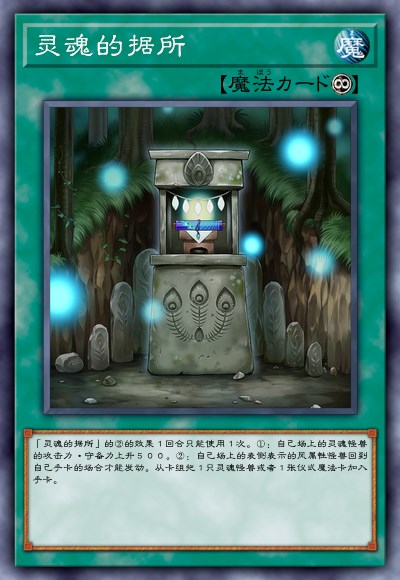 灵魂的据所
魔
ま ほう
【魔法カード】
「灵魂的据所」的②的效果１回合只能使用１次。①：自己场上的灵魂怪兽
的攻击力・守备力上升５００。②：自己场上的表侧表示的风属性怪兽回到
自己手卡的场合才能发动。从卡组把１只灵魂怪兽或者１张仪式魔法卡加入
手卡。